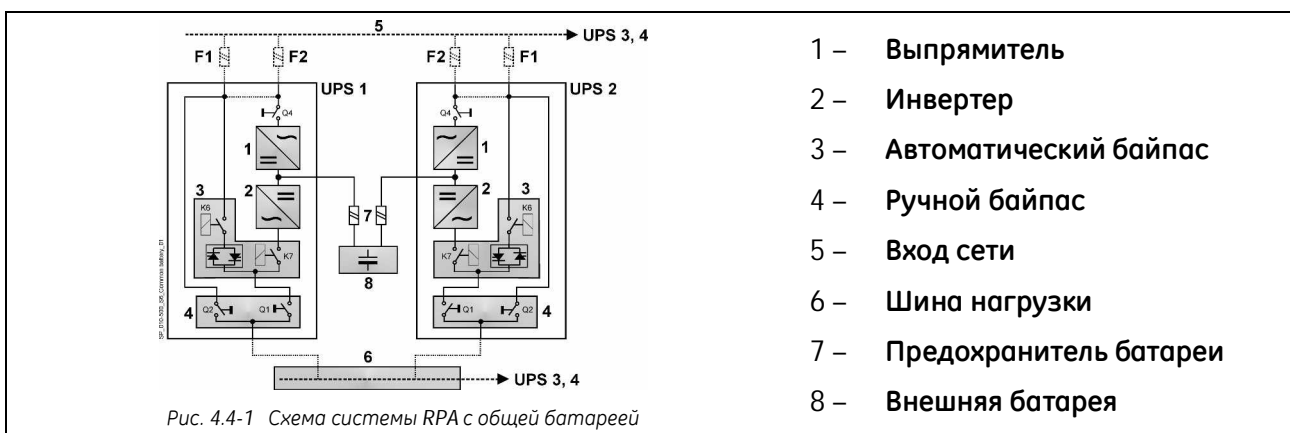 5
UPS 3, 4
F1 F2 F2 F1
UPS 1 UPS 2
Q4 Q4
1 1
3 2 2 3
K6 K6
7
K7 K7
8
4 Q2 Q1 Q1 Q2 4
6
UPS 3, 4
Рис. 4.4-1 Схема системы RPA с общей батареей
1 – Выпрямитель
2 – Инвертер
3 – Автоматический байпас
4 – Ручной байпас
5 – Вход сети
6 – Шина нагрузки
7 – Предохранитель батареи
8 – Внешняя батарея